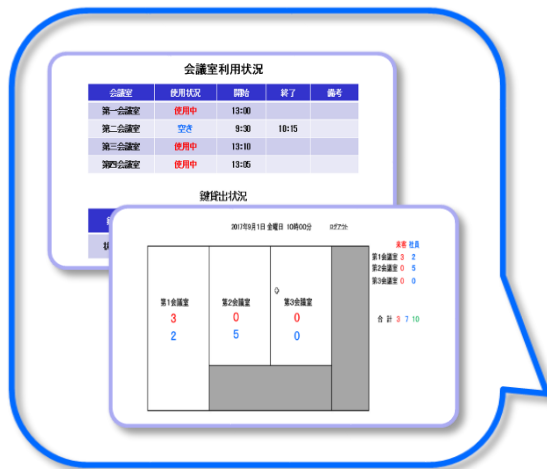 会議室利用状況
会議室 使用状況 開始 終了 備考
第一会議室 使用中 13:00
第二会議室 空き 9:30 10:15
第三会議室 使用中 13:10
第四会議室 使用中 13:05
鍵貸出状況
2017年9月1日 金曜日 10時00分 ログアウト
来客 社員
第1会議室 3 2
第2会議室 0 5
第3会議室 0 0
合 計 3 7 10
第1会議室 第2会議室 第3会議室
3 0 0
2 5 0